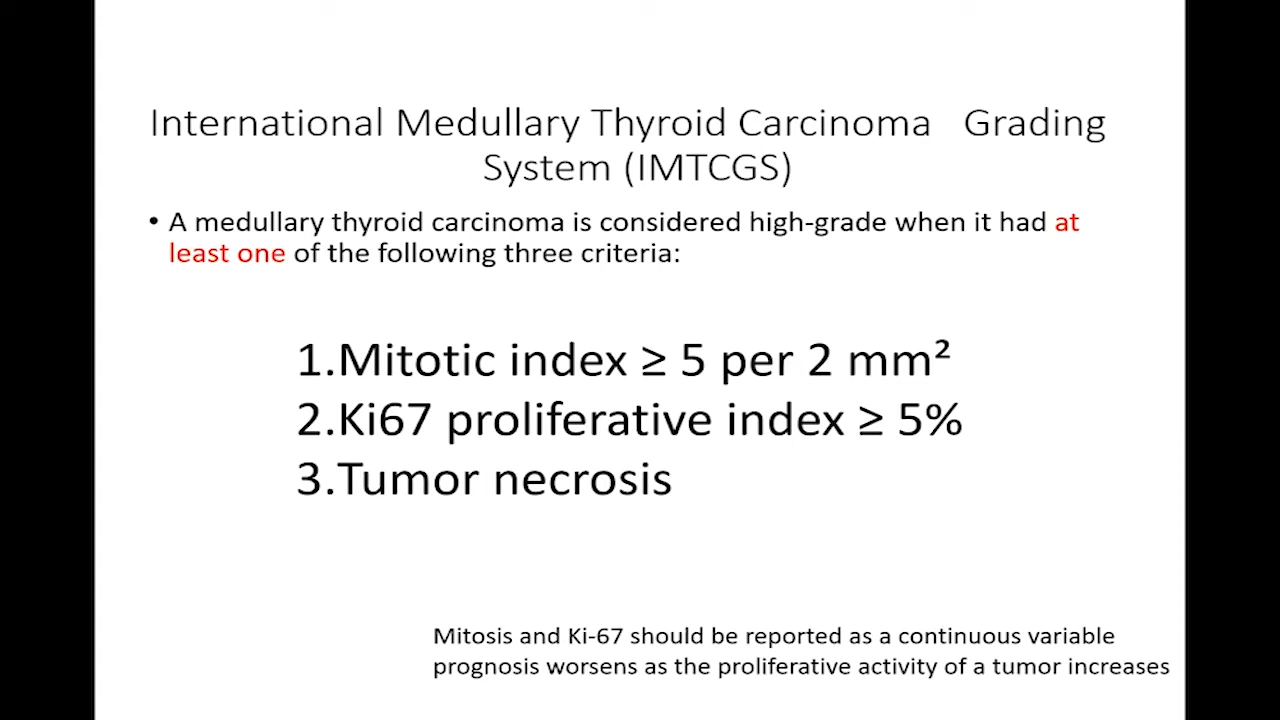 International Medullary Thyroid Carcinoma   Grading
System (IMTCGS)
• A medullary thyroid carcinoma is considered high-grade when it had at
least one of the following three criteria:
1.Mitotic index ≥ 5 per 2 mm²
2.Ki67 proliferative index ≥ 5%
3.Tumor necrosis
Mitosis and Ki-67 should be reported as a continuous variable
prognosis worsens as the proliferative activity of a tumor increases